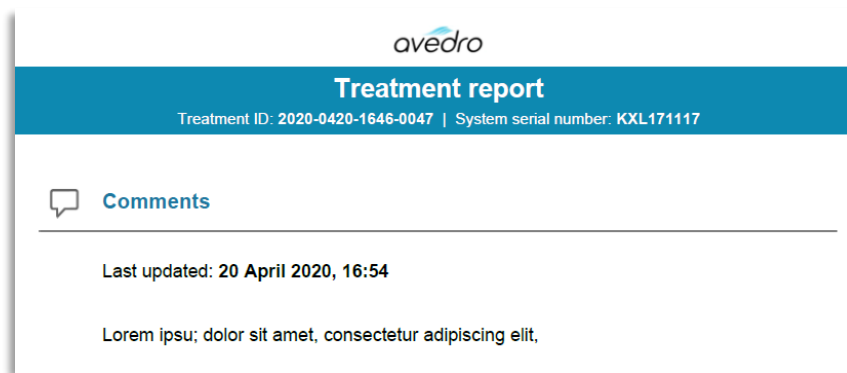 avedro
Treatment report
Treatment ID: 2020-0420-1646-0047 | System serial number: KXL171117
Comments
Last updated: 20 April 2020, 16:54
Lorem ipsu; dolor sit amet, consectetur adipiscing elit,